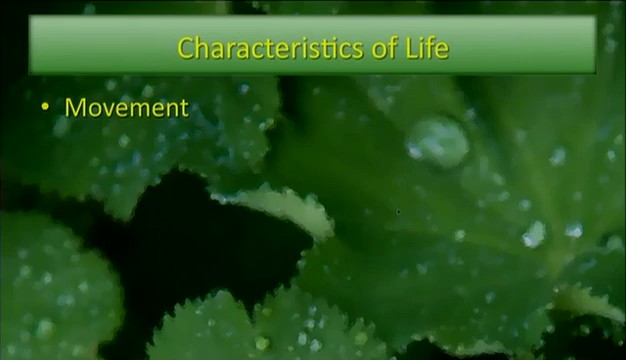 Characteristics of Life
• Movement